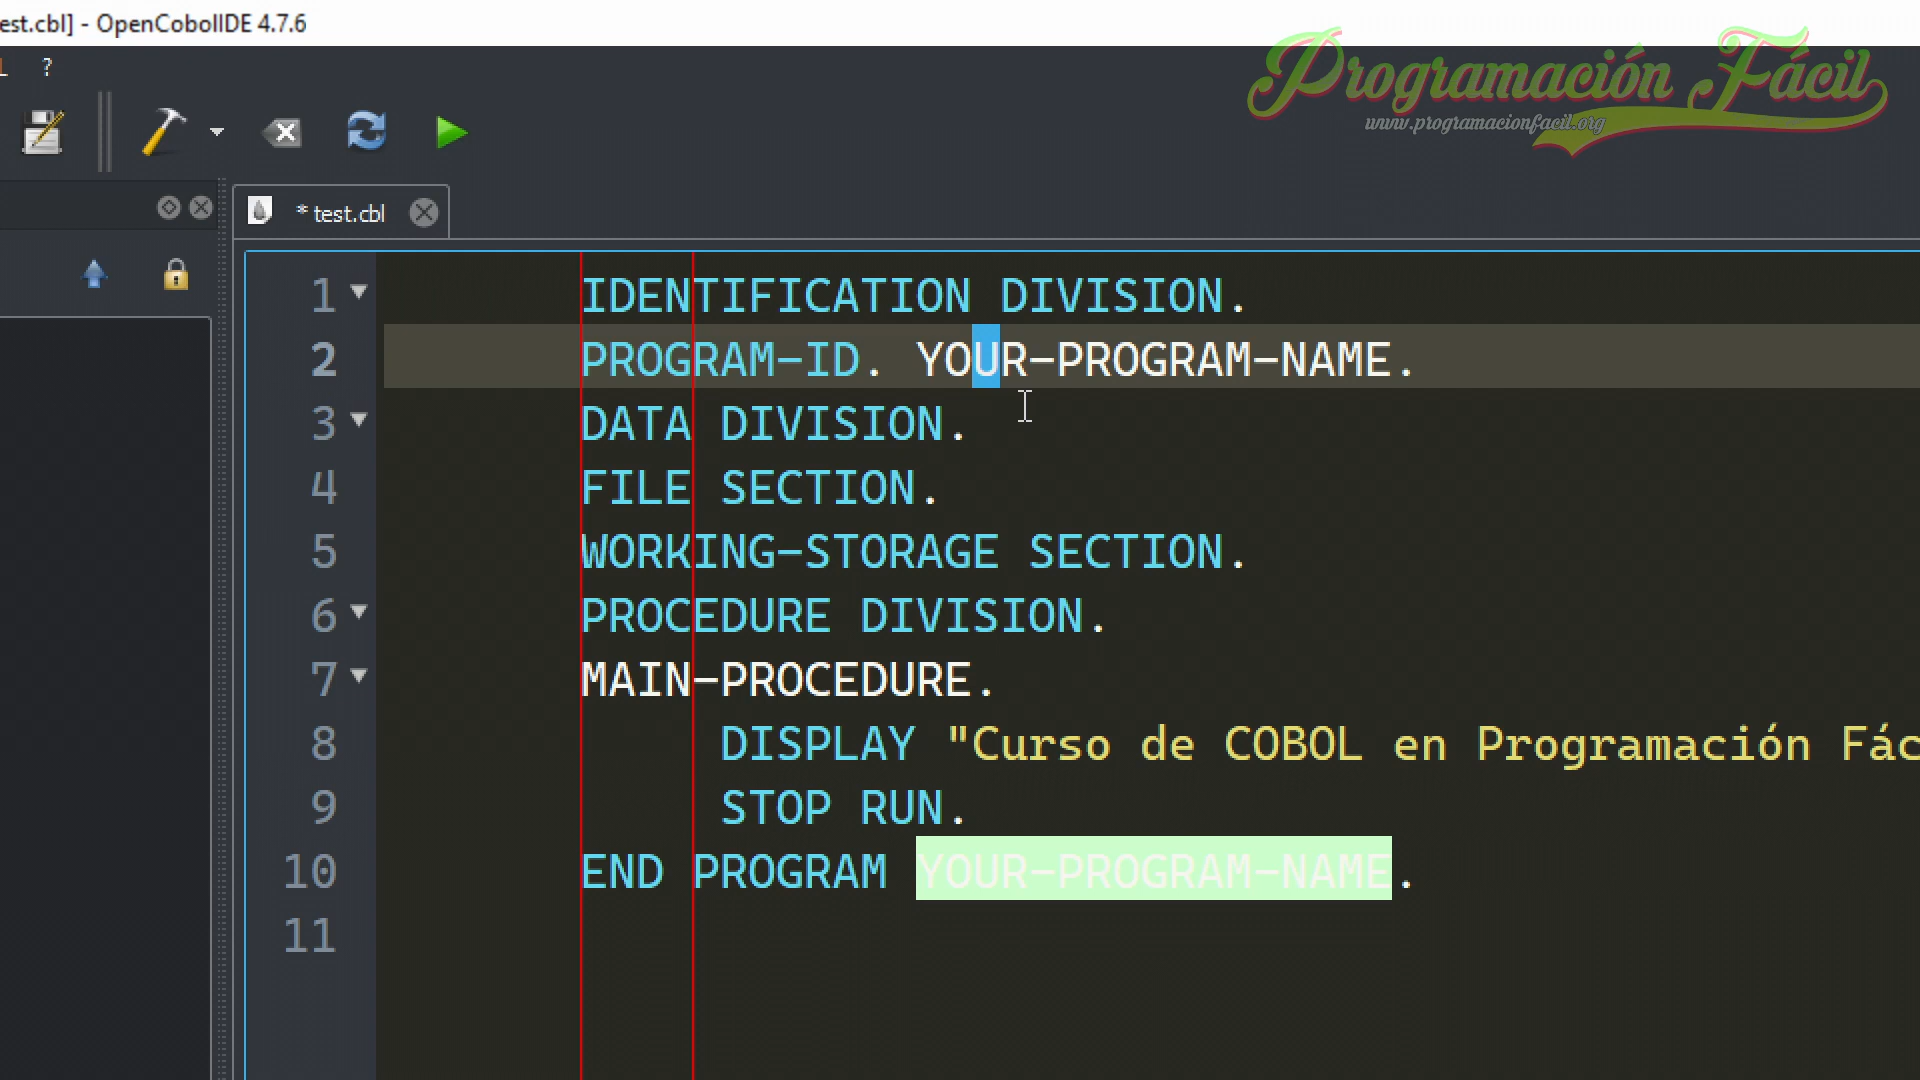 est.cbl] - OpenCobolIDE 4.7.6
?
Programación Fácil
www.programacionfacil.org
* test.cbl
1 IDENTIFICATION DIVISION.
2 PROGRAM-ID. YOUR-PROGRAM-NAME.
3 DATA DIVISION.
4 FILE SECTION.
5 WORKING-STORAGE SECTION.
6 PROCEDURE DIVISION.
7 MAIN-PROCEDURE.
8 DISPLAY "Curso de COBOL en Programación Fác
9 STOP RUN.
10 END PROGRAM YOUR-PROGRAM-NAME.
11